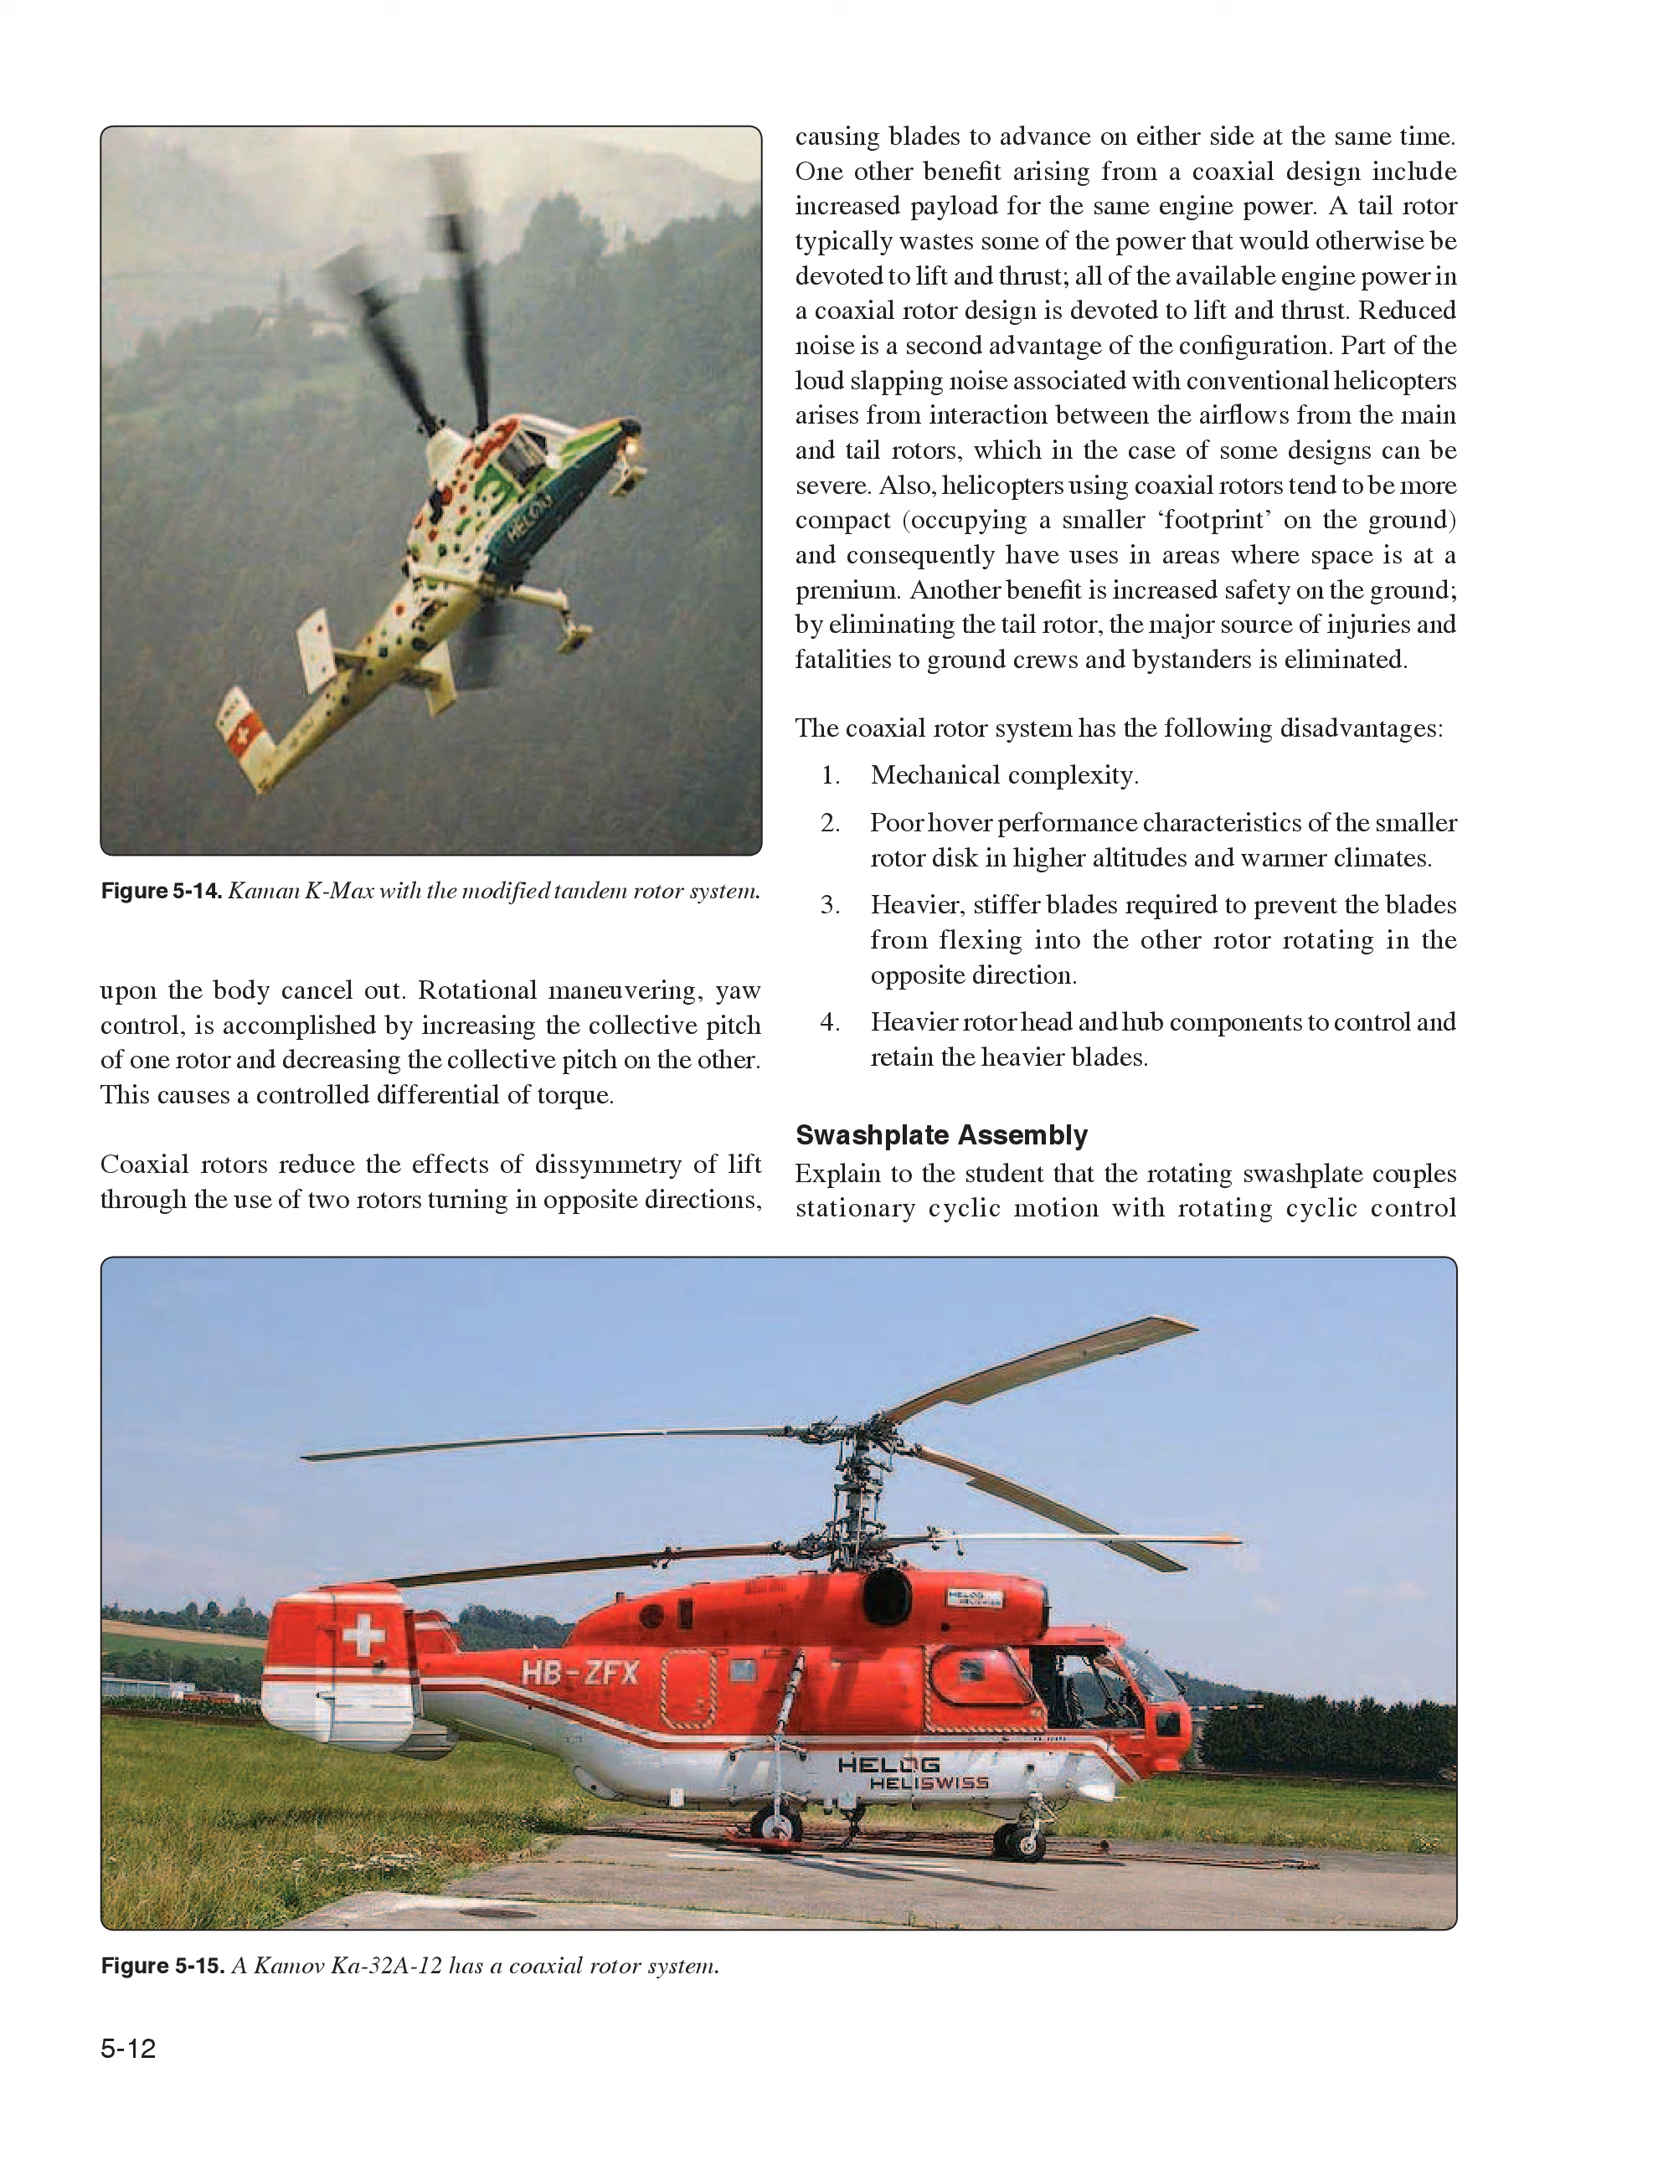 HELOG
Figure 5-14. Kaman K-Max with the modified tandem rotor system.
upon the body cancel out. Rotational maneuvering, yaw
control, is accomplished by increasing the collective pitch
of one rotor and decreasing the collective pitch on the other.
This causes a controlled differential of torque.
Coaxial rotors reduce the effects of dissymmetry of lift
through the use of two rotors turning in opposite directions,
causing blades to advance on either side at the same time.
One other benefit arising from a coaxial design include
increased payload for the same engine power. A tail rotor
typically wastes some of the power that would otherwise be
devoted to lift and thrust; all of the available engine power in
a coaxial rotor design is devoted to lift and thrust. Reduced
noise is a second advantage of the configuration. Part of the
loud slapping noise associated with conventional helicopters
arises from interaction between the airflows from the main
and tail rotors, which in the case of some designs can be
severe. Also, helicopters using coaxial rotors tend to be more
compact (occupying a smaller ‘footprint’ on the ground)
and consequently have uses in areas where space is at a
premium. Another benefit is increased safety on the ground;
by eliminating the tail rotor, the major source of injuries and
fatalities to ground crews and bystanders is eliminated.
The coaxial rotor system has the following disadvantages:
1. Mechanical complexity.
2. Poor hover performance characteristics of the smaller
rotor disk in higher altitudes and warmer climates.
3. Heavier, stiffer blades required to prevent the blades
from flexing into the other rotor rotating in the
opposite direction.
4. Heavier rotor head and hub components to control and
retain the heavier blades.
Swashplate Assembly
Explain to the student that the rotating swashplate couples
stationary cyclic motion with rotating cyclic control
HELOG
HELISWISS
HB-ZFX
HELOG
HELISWISS
Figure 5-15. A Kamov Ka-32A-12 has a coaxial rotor system.
5-12